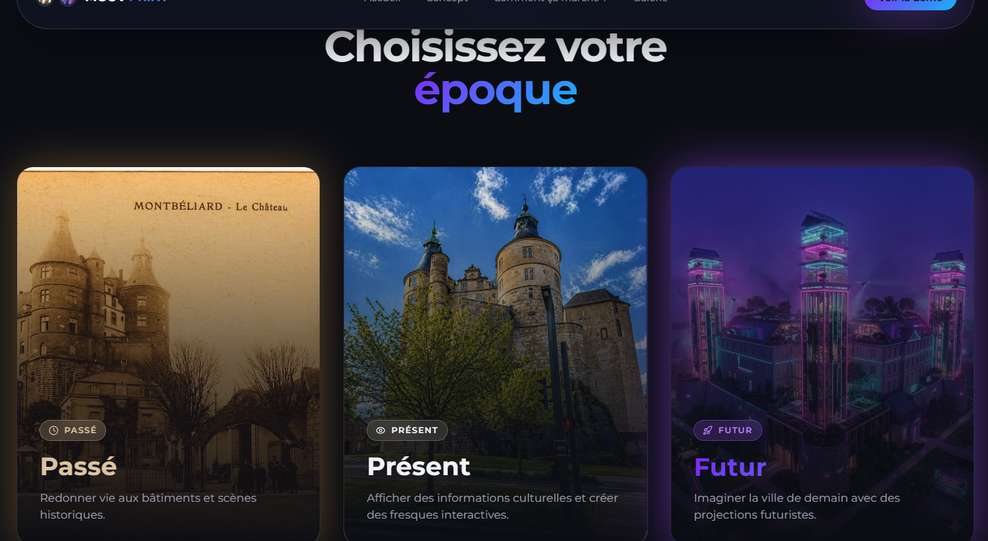 Choisissez votre
époque
MONTBÉLIARD - Le Château
PASSÉ
Passé
Redonner vie aux bâtiments et scènes
historiques.
PRÉSENT
Présent
Afficher des informations culturelles et créer
des fresques interactives.
FUTUR
Futur
Imaginer la ville de demain avec des
projections futuristes.